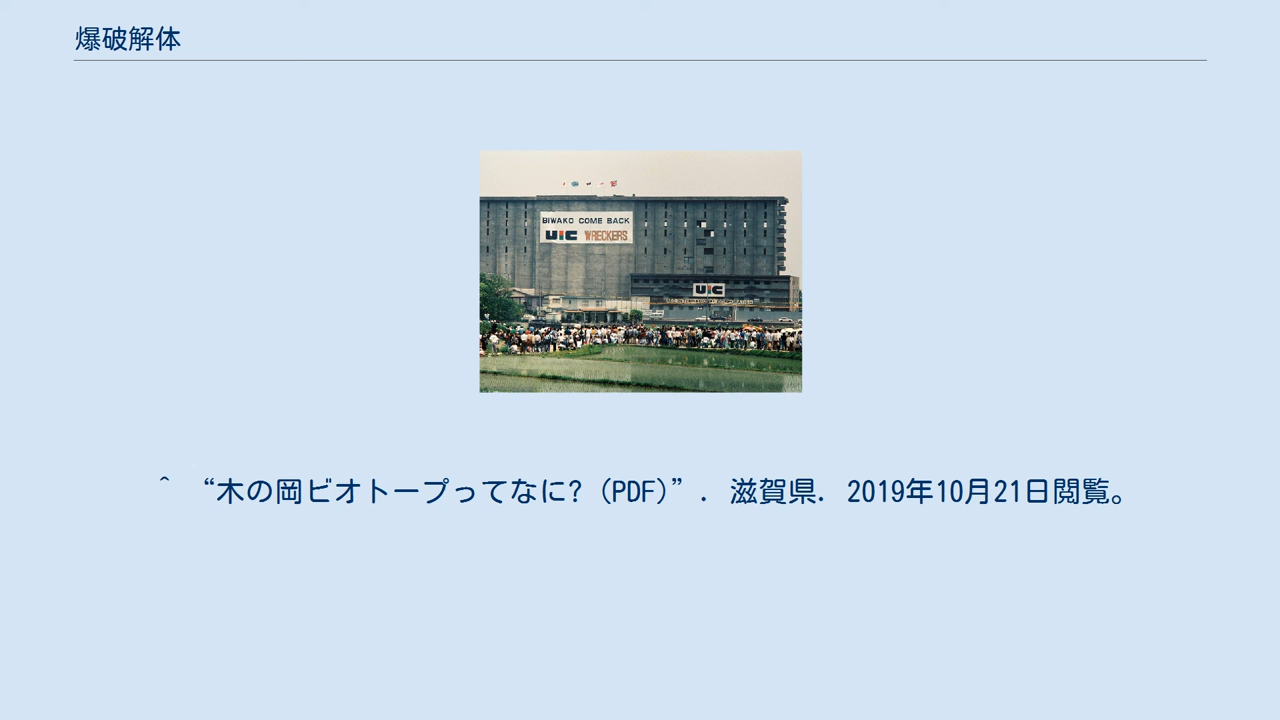 爆破解体
BIWAKO COME BACK
UIC WRECKERS
UIC
^ “木の岡ビオトープってなに? (PDF)”. 滋賀県. 2019年10月21日閲覧。